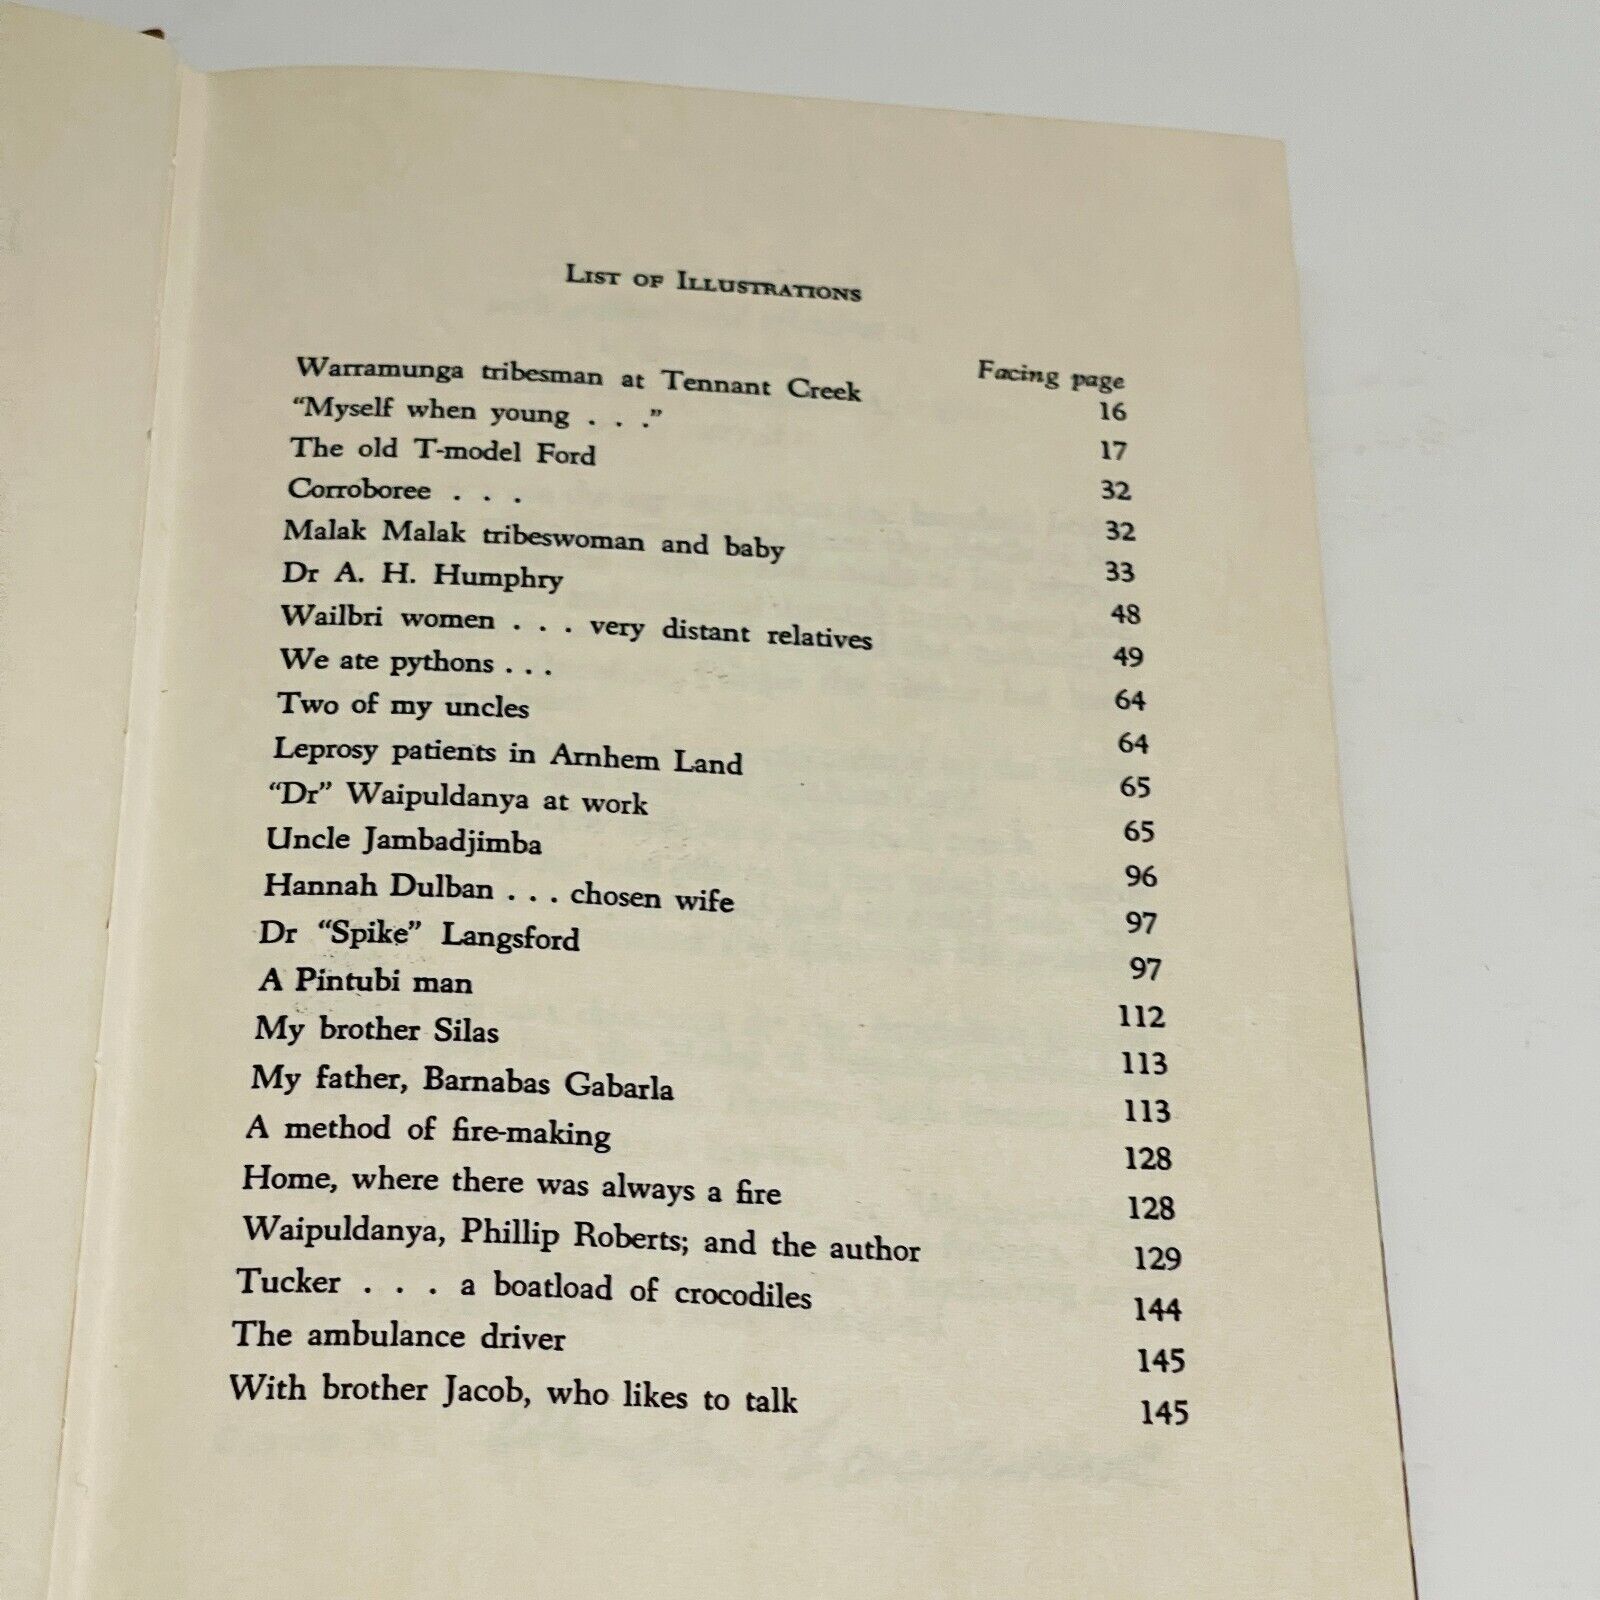 List of Illustrations
Facing page
Warramunga tribesman at Tennant Creek 16
“Myself when young . . .” 17
The old T-model Ford 32
Corroboree . . . 32
Malak Malak tribeswoman and baby 33
Dr A. H. Humphry 48
Wailbri women . . . very distant relatives 49
We ate pythons . . . 64
Two of my uncles 64
Leprosy patients in Arnhem Land 65
“Dr” Waipuldanya at work 65
Uncle Jambadjimba 96
Hannah Dulban . . . chosen wife 97
Dr “Spike” Langsford 97
A Pintubi man 112
My brother Silas 113
My father, Barnabas Gabarla 113
A method of fire-making 128
Home, where there was always a fire 128
Waipuldanya, Phillip Roberts; and the author 129
Tucker . . . a boatload of crocodiles 144
The ambulance driver 145
With brother Jacob, who likes to talk 145